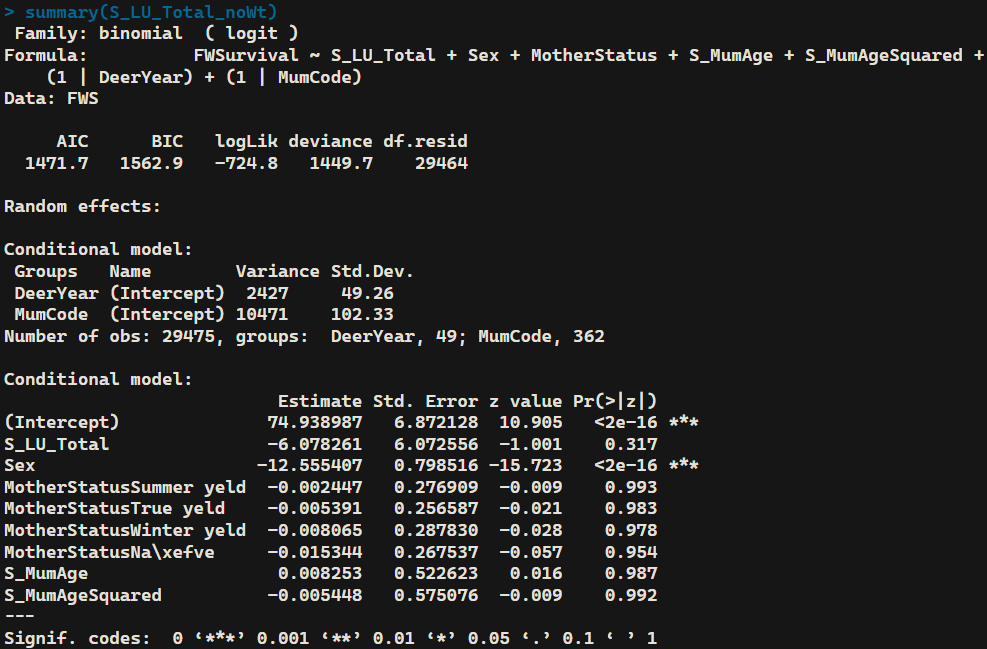 > summary(S_LU_Total_noWt)
 Family: binomial  ( logit )
Formula:          FWSurvival ~ S_LU_Total + Sex + MotherStatus + S_MumAge + S_MumAgeSquared +
    (1 | DeerYear) + (1 | MumCode)
Data: FWS

     AIC      BIC   logLik deviance df.resid
  1471.7   1562.9   -724.8   1449.7    29464

Random effects:

Conditional model:
 Groups   Name        Variance Std.Dev.
 DeerYear (Intercept)  2427     49.26
 MumCode  (Intercept) 10471    102.33
Number of obs: 29475, groups:  DeerYear, 49; MumCode, 362

Conditional model:
                          Estimate Std. Error z value Pr(>|z|)
(Intercept)              74.938987   6.872128  10.905   <2e-16 ***
S_LU_Total               -6.078261   6.072556  -1.001    0.317
Sex                     -12.555407   0.798516 -15.723   <2e-16 ***
MotherStatusSummer yeld  -0.002447   0.276909  -0.009    0.993
MotherStatusTrue yeld    -0.005391   0.256587  -0.021    0.983
MotherStatusWinter yeld  -0.008065   0.287830  -0.028    0.978
MotherStatusNa\xefve     -0.015344   0.267537  -0.057    0.954
S_MumAge                  0.008253   0.522623   0.016    0.987
S_MumAgeSquared          -0.005448   0.575076  -0.009    0.992
---
Signif. codes:  0 ‘***’ 0.001 ‘**’ 0.01 ‘*’ 0.05 ‘.’ 0.1 ‘ ’ 1